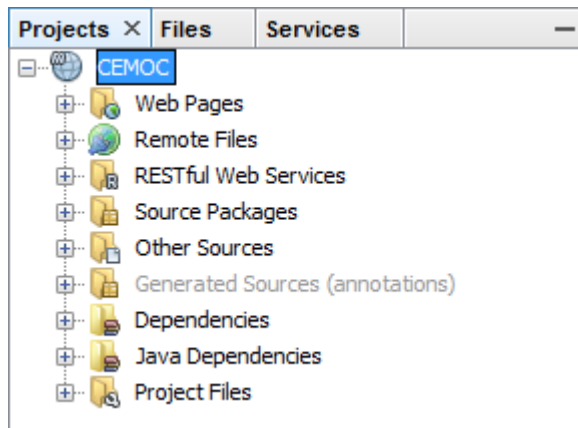 Projects Files Services
CEMOC
Web Pages
Remote Files
RESTful Web Services
Source Packages
Other Sources
Generated Sources (annotations)
Dependencies
Java Dependencies
Project Files